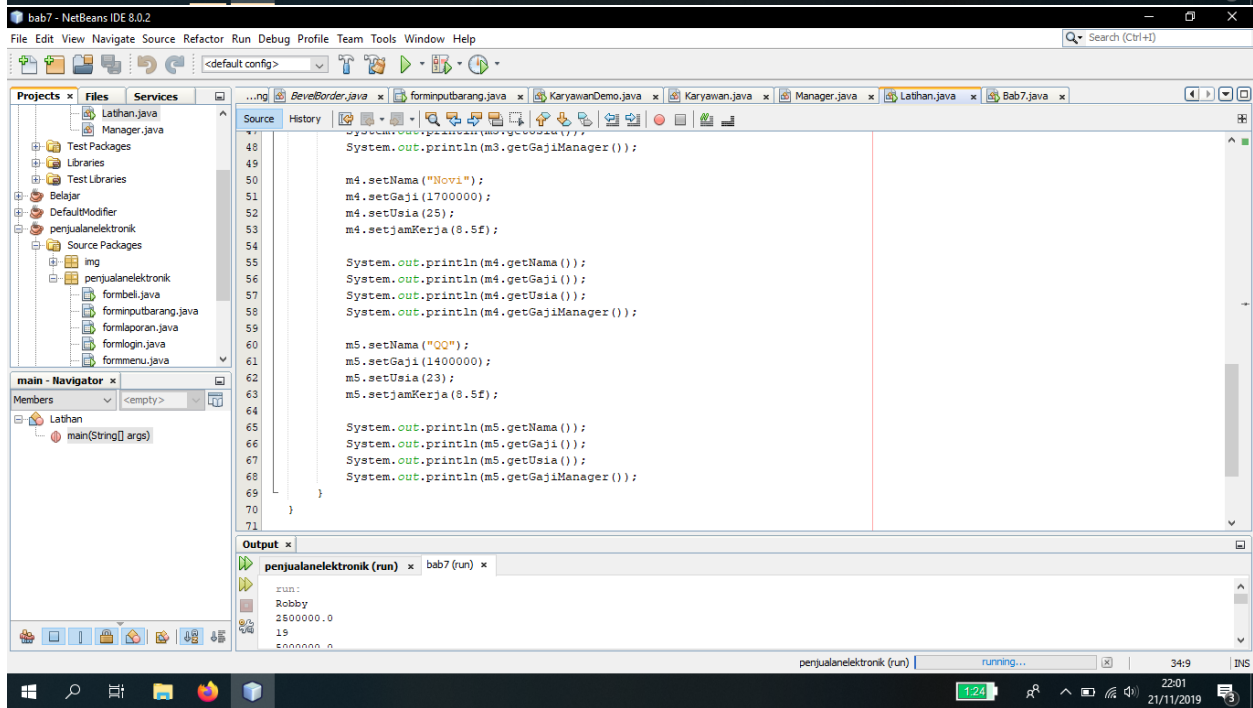 bab7 - NetBeans IDE 8.0.2
File Edit View Navigate Source Refactor Run Debug Profile Team Tools Window Help
Search (Ctrl+I)
<default config>
Projects Files Services
...ng BevelBorder.java forminputbarang.java KaryawanDemo.java Karyawan.java Manager.java Latihan.java Bab7.java
Latihan.java
Manager.java
Test Packages
Libraries
Test Libraries
Belajar
DefaultModifier
penjualanelektronik
Source Packages
img
penjualanelektronik
formbeli.java
forminputbarang.java
formlaporan.java
formlogin.java
formmenu.java
main - Navigator
Members <empty>
Latihan
main(String[] args)
Source History
47 System.out.println(m3.getUsia());
48 System.out.println(m3.getGajiManager());
49
50 m4.setNama("Novi");
51 m4.setGaji(1700000);
52 m4.setUsia(25);
53 m4.setjamKerja(8.5f);
54
55 System.out.println(m4.getNama());
56 System.out.println(m4.getGaji());
57 System.out.println(m4.getUsia());
58 System.out.println(m4.getGajiManager());
59
60 m5.setNama("QQ");
61 m5.setGaji(1400000);
62 m5.setUsia(23);
63 m5.setjamKerja(8.5f);
64
65 System.out.println(m5.getNama());
66 System.out.println(m5.getGaji());
67 System.out.println(m5.getUsia());
68 System.out.println(m5.getGajiManager());
69 }
70 }
71
Output
penjualanelektronik (run) bab7 (run)
run:
Robby
2500000.0
19
5000000.0
penjualanelektronik (run) running... 34:9 INS
1:24
22:01
21/11/2019
3